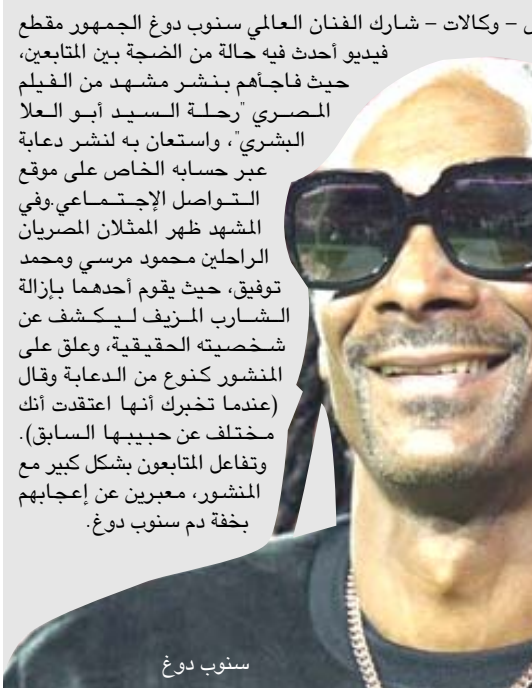 – وكالات – شارك الفنان العالمي سنوب دوغ الجمهور مقطع
فيديو أحدث فيه حالة من الضجة بين المتابعين،
حيث فاجأهم بنشر مشهد من الفيلم
المصري "رحلة السيد أبو العلا
البشري"، واستعان به لنشر دعابة
عبر حسابه الخاص على موقع
التواصل الإجتماعي.وفي
المشهد ظهر الممثلان المصريان
الراحلين محمود مرسي ومحمد
توفيق، حيث يقوم أحدهما بإزالة
الشارب المزيف ليكشف عن
شخصيته الحقيقية، وعلق على
المنشور كنوع من الدعابة وقال
(عندما تخبرك أنها اعتقدت أنك
مختلف عن حبيبها السابق).
وتفاعل المتابعون بشكل كبير مع
المنشور، معبرين عن إعجابهم
بخفة دم سنوب دوغ.
سنوب دوغ